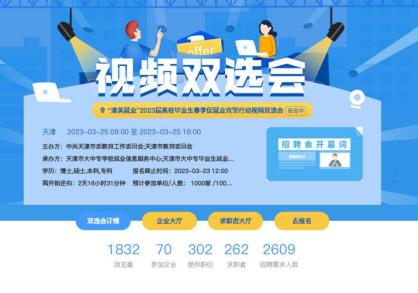 offer
视频双选会
“津英就业”2023届高校毕业生春季促就业攻坚行动视频双选会 报名中
天津 2023-03-25 09:00 至 2023-03-25 18:00
主办方：中共天津市委教育工作委员会;天津市教育委员会
承办方：天津市大中专学校就业信息服务中心;天津市大中专毕业生就业...
学历：博士,硕士,本科,专科 报名截止时间：2023-03-23 12:00
离开始还有：2天16小时31分钟 预计参加单位/人数：1000家 /100...
招聘会开幕词
双选会详情 企业大厅 求职者大厅 去报名
1832 70 302 262 2609
浏览量 参加企业 提供职位 求职者 招聘需求人数